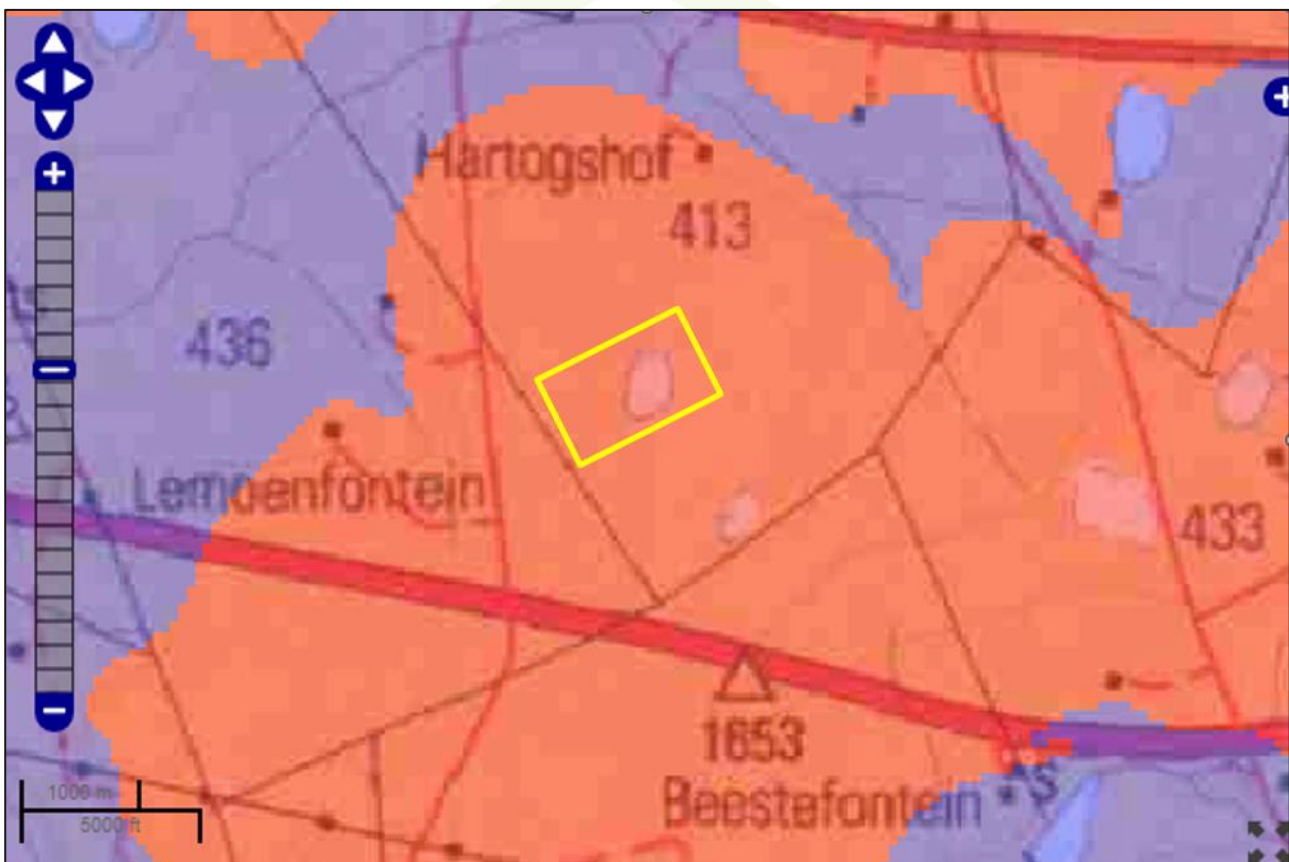 Hartogshof
413
436
Lemoenfontein
433
1653
Beestefontein
S
1000 m
5000 ft